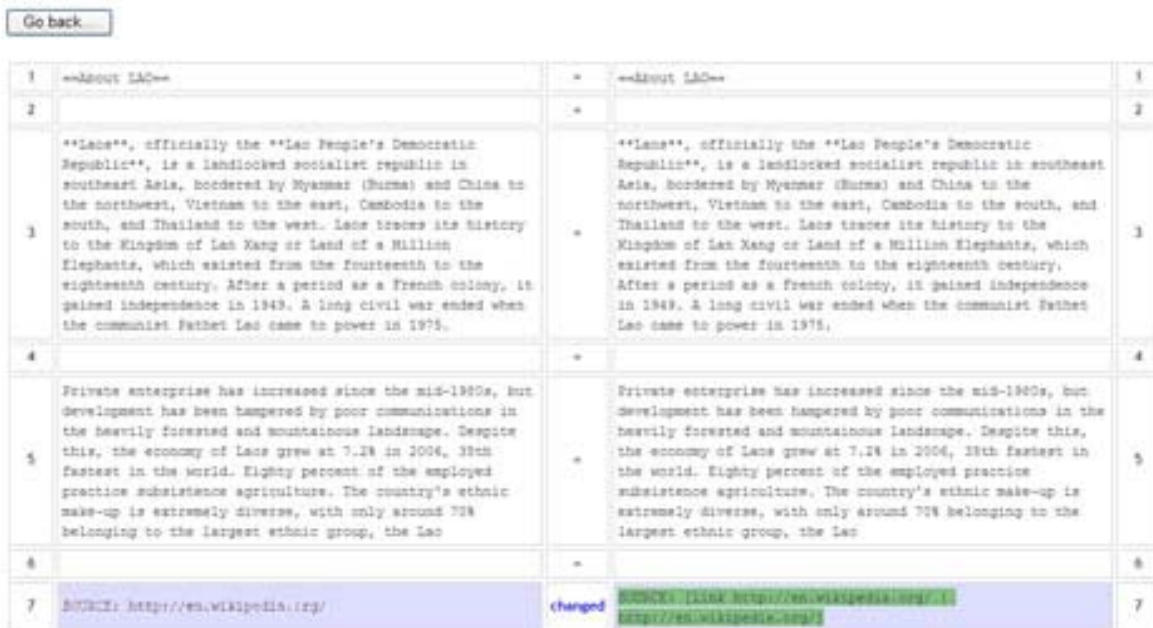 Go back
1 ==About LAO== = ==About LAO== 1
2 = 2
**Laos**, officially the **Lao People's Democratic
Republic**, is a landlocked socialist republic in
southeast Asia, bordered by Myanmar (Burma) and China to
the northwest, Vietnam to the east, Cambodia to the
south, and Thailand to the west. Laos traces its history
3
to the Kingdom of Lan Xang or Land of a Million
Elephants, which existed from the fourteenth to the
eighteenth century. After a period as a French colony, it
gained independence in 1949. A long civil war ended when
the communist Pathet Lao came to power in 1975.
=
**Laos**, officially the **Lao People's Democratic
Republic**, is a landlocked socialist republic in southeast
Asia, bordered by Myanmar (Burma) and China to the
northwest, Vietnam to the east, Cambodia to the south, and
Thailand to the west. Laos traces its history to the
Kingdom of Lan Xang or Land of a Million Elephants, which
existed from the fourteenth to the eighteenth century.
After a period as a French colony, it gained independence
in 1949. A long civil war ended when the communist Pathet
Lao came to power in 1975.
3
4 = 4
Private enterprise has increased since the mid-1980s, but
development has been hampered by poor communications in
the heavily forested and mountainous landscape. Despite
this, the economy of Laos grew at 7.2% in 2006, 35th
5
fastest in the world. Eighty percent of the employed
practice subsistence agriculture. The country's ethnic
make-up is extremely diverse, with only around 70%
belonging to the largest ethnic group, the Lao
=
Private enterprise has increased since the mid-1980s, but
development has been hampered by poor communications in the
heavily forested and mountainous landscape. Despite this,
the economy of Laos grew at 7.2% in 2006, 35th fastest in
the world. Eighty percent of the employed practice
subsistence agriculture. The country's ethnic make-up is
extremely diverse, with only around 70% belonging to the
largest ethnic group, the Lao
5
6 = 6
7 SOURCE: http://en.wikipedia.org/ changed
SOURCE: [link http://en.wikipedia.org/ ||
http://en.wikipedia.org/]
7